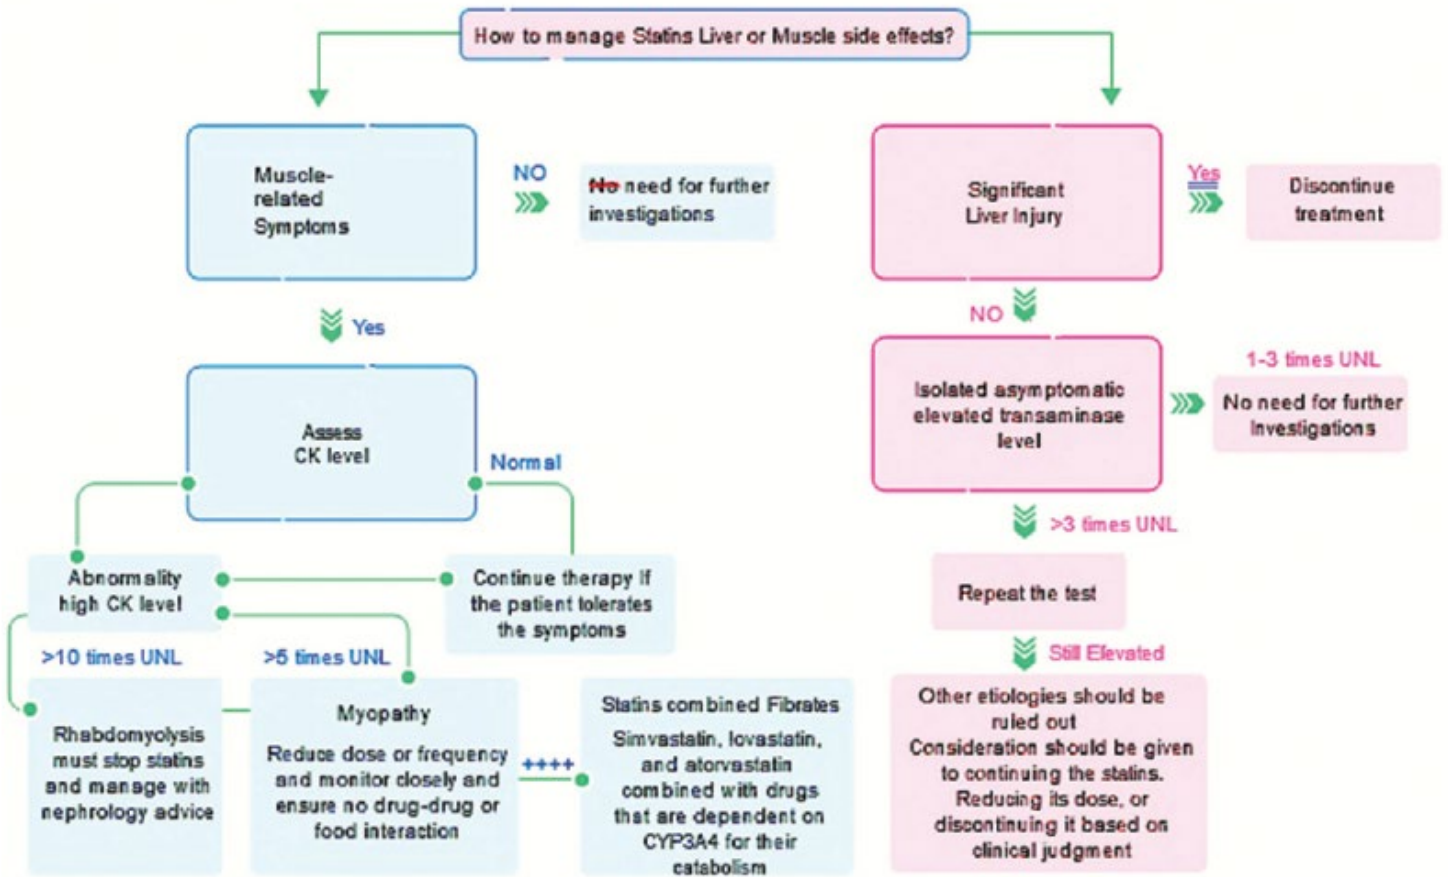 How to manage Statins Liver or Muscle side effects?
Muscle-
related
Symptoms
NO
No need for further
investigations
Yes
Assess
CK level
Normal
Abnormality
high CK level
Continue therapy If
the patient tolerates
the symptoms
>10 times UNL
>5 times UNL
Rhabdomyolysis
must stop statins
and manage with
nephrology advice
Myopathy
Reduce dose or frequency
and monitor closely and
ensure no drug-drug or
food interaction
++++
Statins combined Fibrates
Simvastatin, lovastatin,
and atorvastatin
combined with drugs
that are dependent on
CYP3A4 for their
catabolism
Significant
Liver Injury
Yes
Discontinue
treatment
NO
Isolated asymptomatic
elevated transaminase
level
1-3 times UNL
No need for further
Investigations
>3 times UNL
Repeat the test
Still Elevated
Other etiologies should be
ruled out
Consideration should be given
to continuing the statins.
Reducing its dose, or
discontinuing it based on
clinical judgment